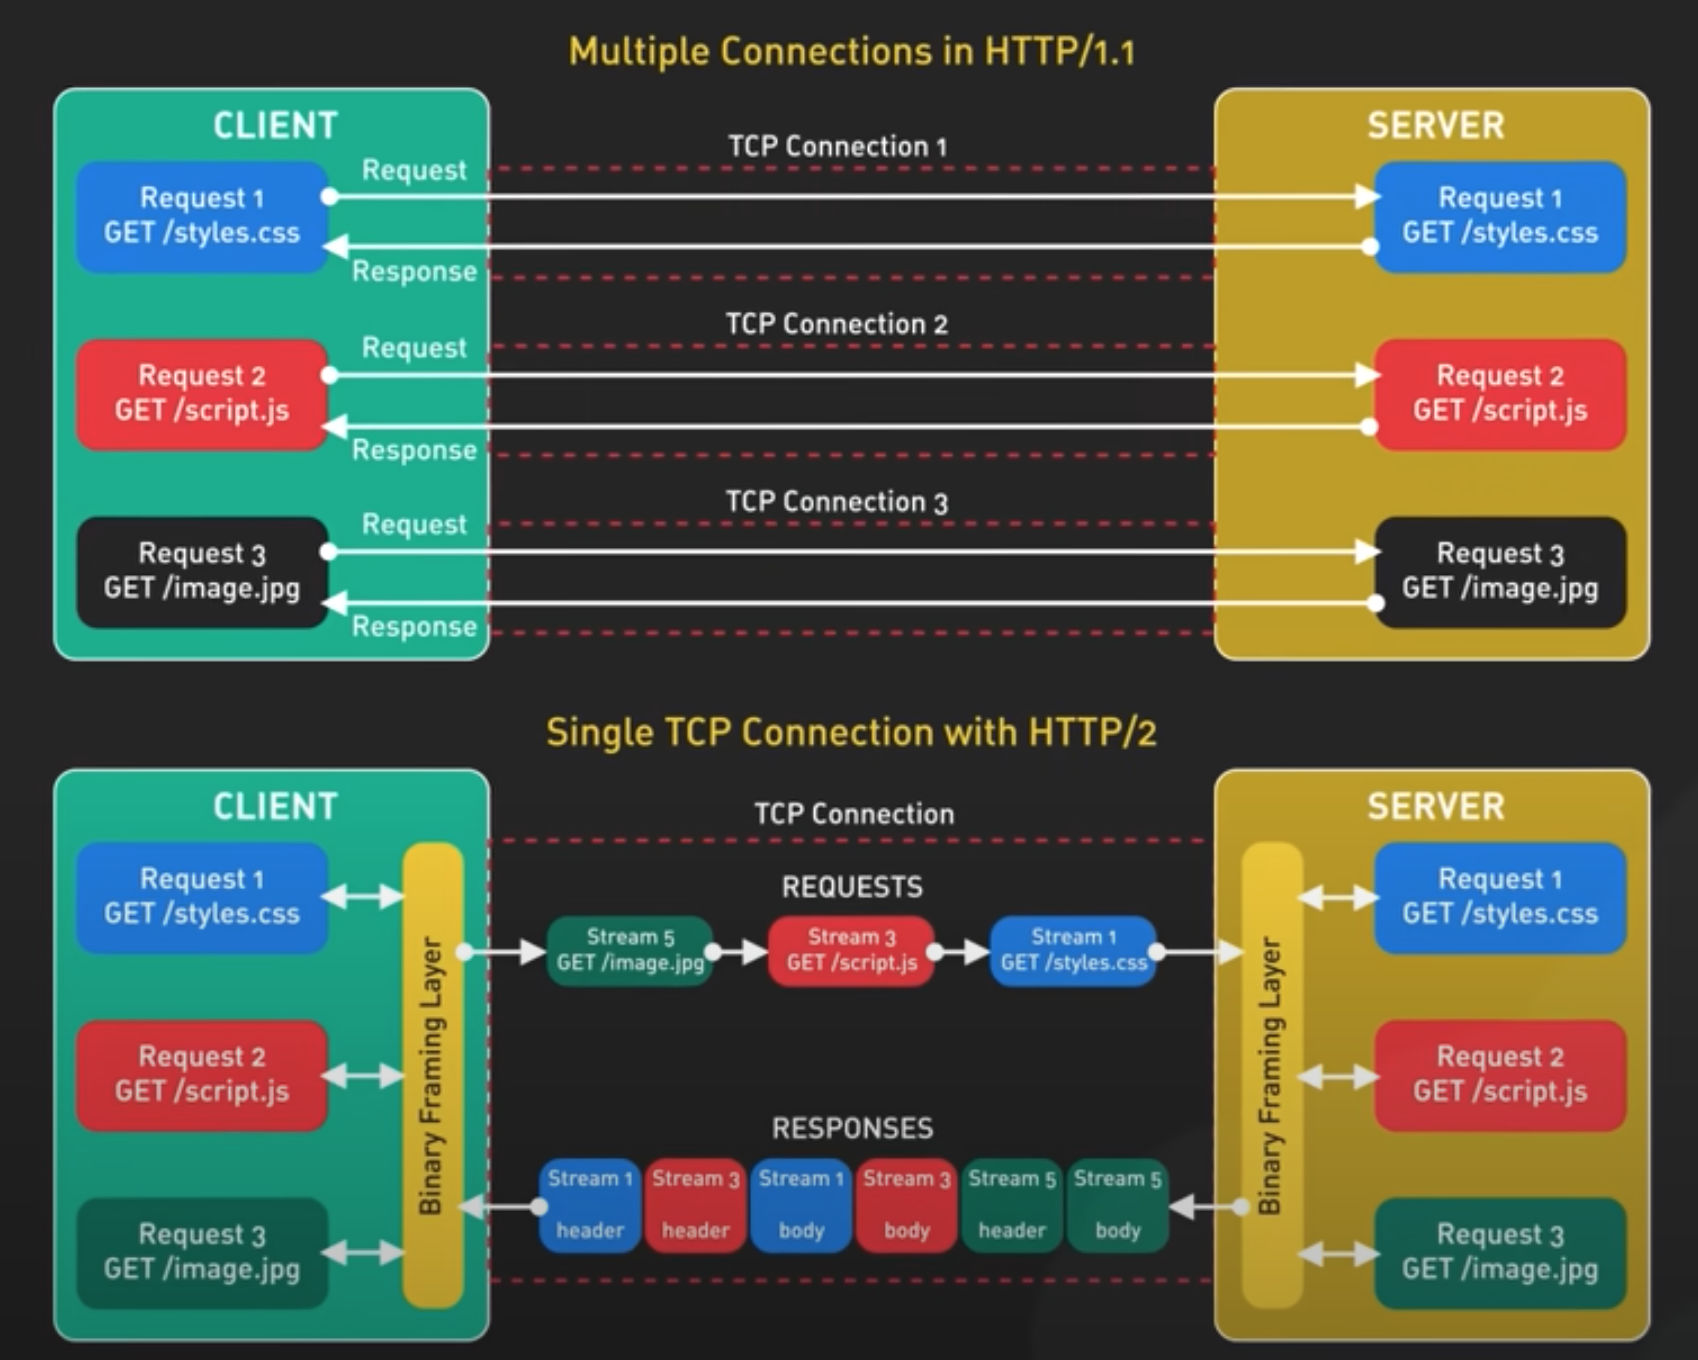 Multiple Connections in HTTP/1.1
CLIENT
SERVER
TCP Connection 1
Request
Request 1
GET /styles.css
Request 1
GET /styles.css
Response
TCP Connection 2
Request
Request 2
GET /script.js
Request 2
GET /script.js
Response
TCP Connection 3
Request
Request 3
GET /image.jpg
Request 3
GET /image.jpg
Response
Single TCP Connection with HTTP/2
CLIENT
SERVER
TCP Connection
Request 1
GET /styles.css
Request 2
GET /script.js
Request 3
GET /image.jpg
Binary Framing Layer
REQUESTS
Stream 5
GET /image.jpg
Stream 3
GET /script.js
Stream 1
GET /styles.css
RESPONSES
Stream 1
header
Stream 3
header
Stream 1
body
Stream 3
body
Stream 5
header
Stream 5
body
Binary Framing Layer
Request 1
GET /styles.css
Request 2
GET /script.js
Request 3
GET /image.jpg